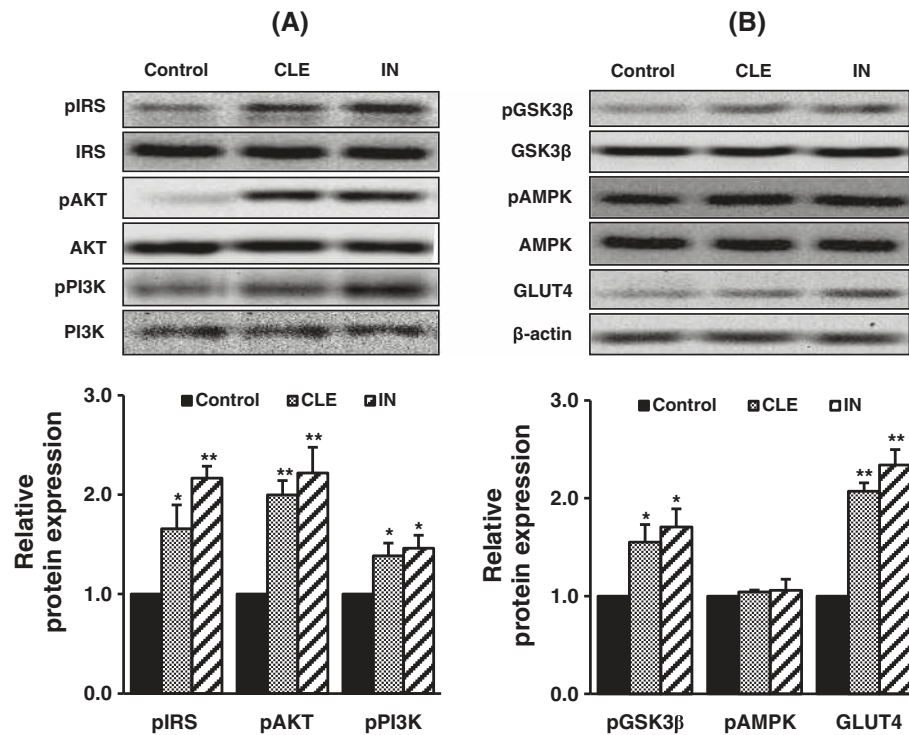 (A)
Control CLE IN
pIRS
IRS
pAKT
AKT
pPI3K
PI3K
3.0
2.0
1.0
0.0
Relative
protein expression
Control CLE IN
* ** ** ** * *
pIRS pAKT pPI3K
(B)
Control CLE IN
pGSK3β
GSK3β
pAMPK
AMPK
GLUT4
β-actin
3.0
2.0
1.0
0.0
Relative
protein expression
Control CLE IN
* * ** **
pGSK3β pAMPK GLUT4